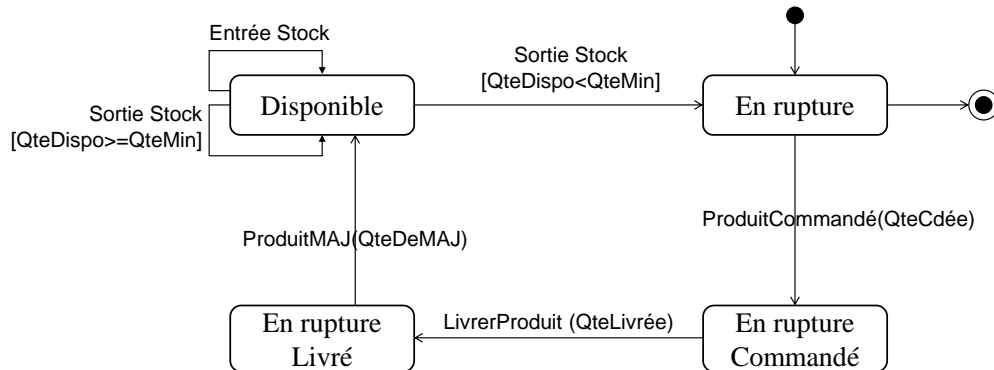 Entrée Stock
Sortie Stock
[QteDispo<QteMin]
Disponible
En rupture
Sortie Stock
[QteDispo>=QteMin]
ProduitCommandé(QteCdée)
ProduitMAJ(QteDeMAJ)
En rupture
Livré
LivrerProduit (QteLivrée)
En rupture
Commandé